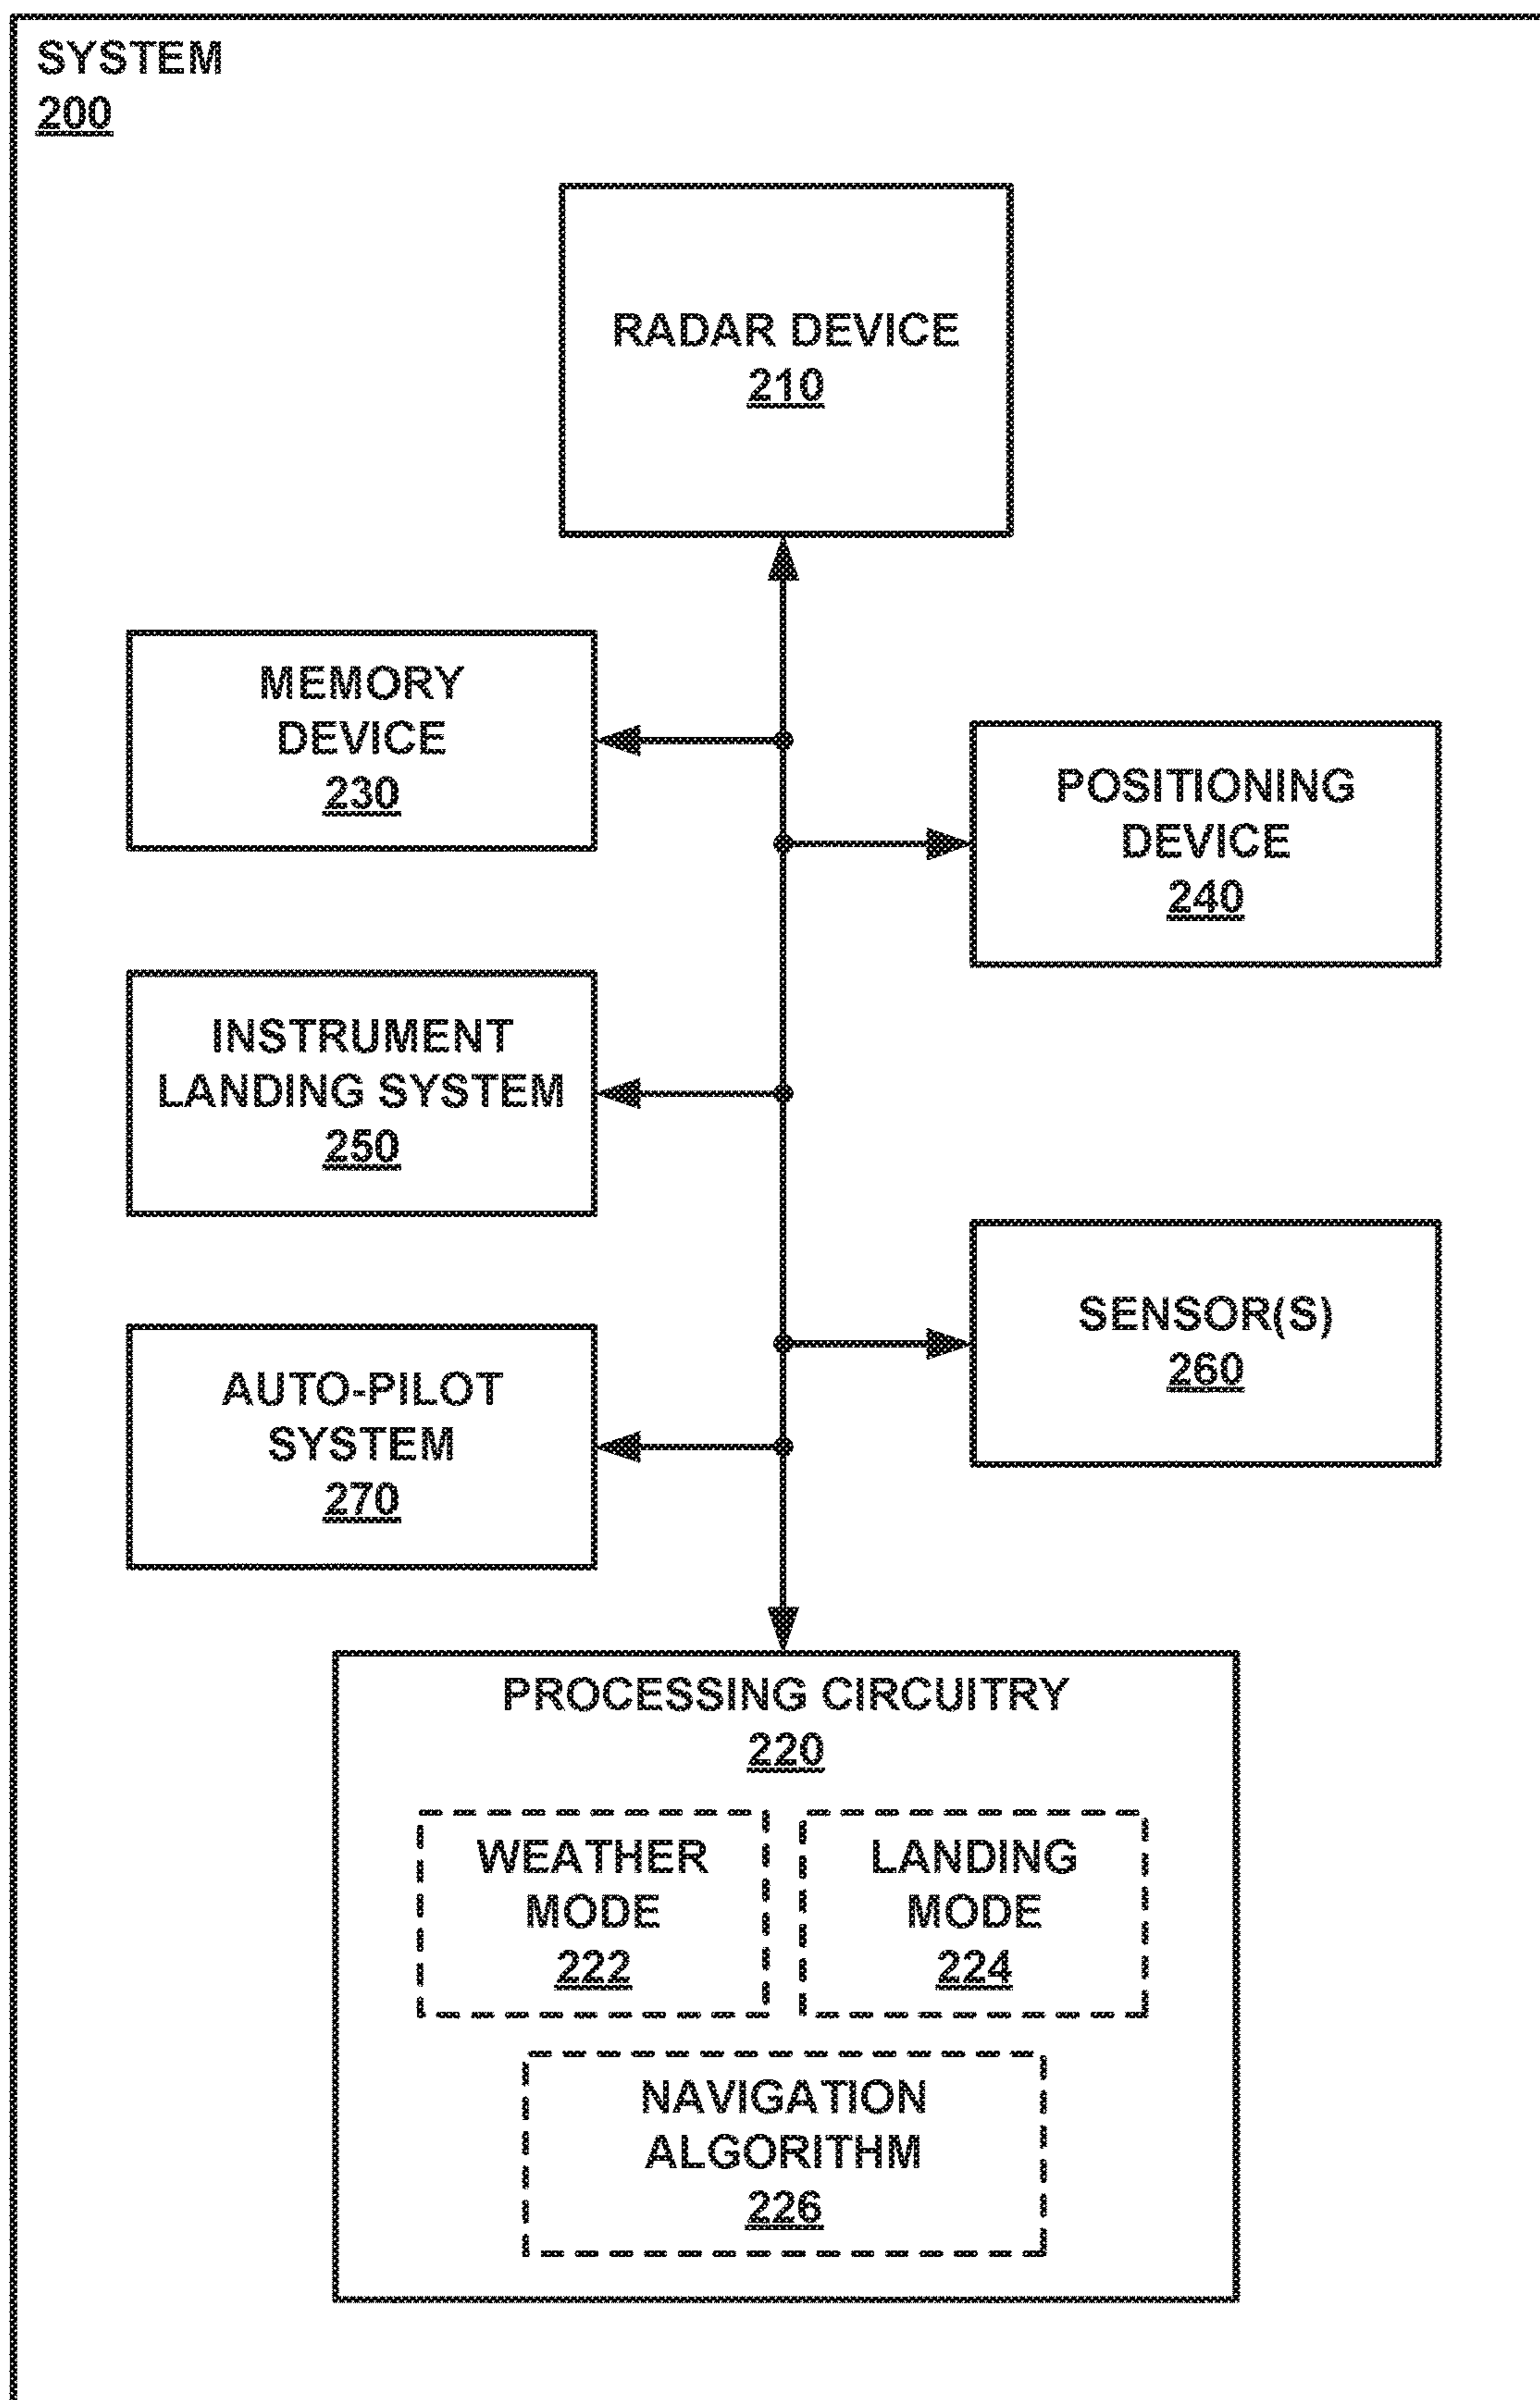 SYSTEM
200
RADAR DEVICE
210
MEMORY
DEVICE
230
POSITIONING
DEVICE
240
INSTRUMENT
LANDING SYSTEM
250
SENSOR(S)
260
AUTO-PILOT
SYSTEM
270
PROCESSING CIRCUITRY
220
WEATHER
MODE
222
LANDING
MODE
224
NAVIGATION
ALGORITHM
226